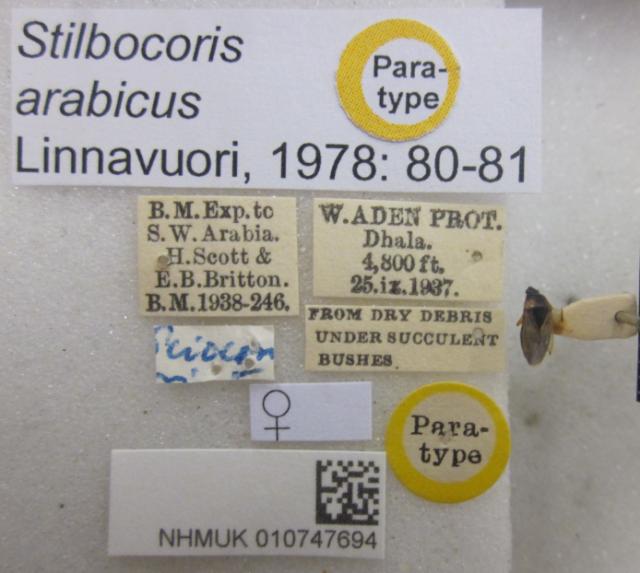 Stilbocoris
arabicus
Linnavuori, 1978: 80-81
Para-
type
B.M.Exp.to
S.W.Arabia.
H.Scott &
E.B.Britton.
B.M.1938-246.
W.ADEN PROT.
Dhala.
4,800 ft.
25.ix.1937.
FROM DRY DEBRIS
UNDER SUCCULENT
BUSHES.
♀
Para-
type
NHMUK 010747694